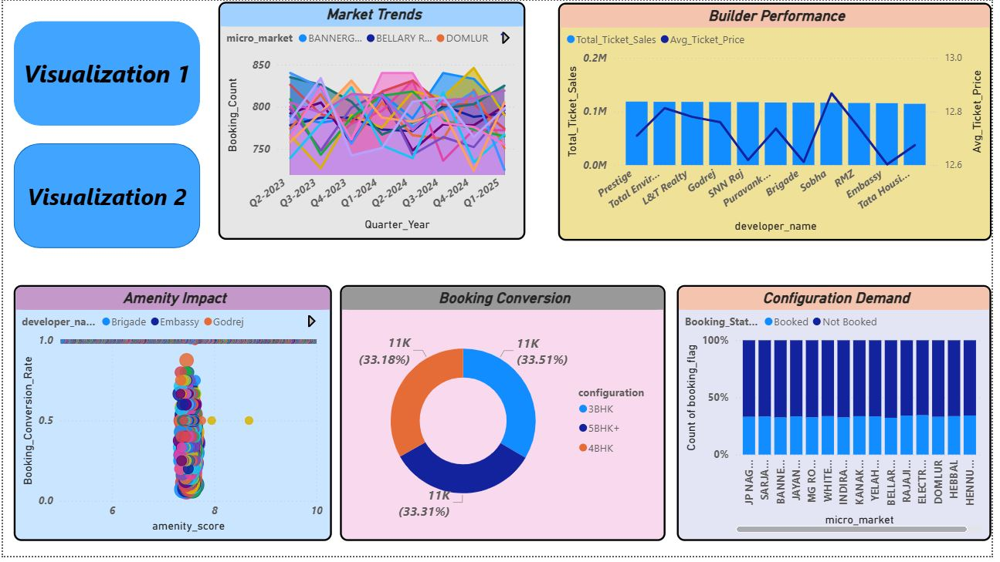 Visualization 1
Visualization 2
Market Trends
micro_market BANNERG... BELLARY R... DOMLUR
850
800
750
Booking_Count
Q2-2023
Q3-2023
Q4-2023
Q1-2024
Q2-2024
Q3-2024
Q4-2024
Q1-2025
Quarter_Year
Builder Performance
Total_Ticket_Sales Avg_Ticket_Price
0.2M
0.1M
0.0M
Total_Ticket_Sales
13.0
12.8
12.6
Avg_Ticket_Price
Prestige
Total Envir...
L&T Realty
Godrej
SNN Raj
Puravank...
Brigade
Sobha
RMZ
Embassy
Tata Housi...
developer_name
Amenity Impact
developer_na... Brigade Embassy Godrej
1.0
0.5
0.0
Booking_Conversion_Rate
6 8 10
amenity_score
Booking Conversion
11K
(33.18%)
11K
(33.51%)
11K
(33.31%)
configuration
3BHK
5BHK+
4BHK
Configuration Demand
Booking_Stat... Booked Not Booked
100%
50%
0%
Count of booking_flag
JP NAG...
SARJA...
BANNE...
JAYAN...
MG RO...
WHITE...
INDIRA...
KANAK...
YELAH...
BELLAR...
RAJAJI...
ELECTR...
DOMLUR
HEBBAL
HENNU...
micro_market